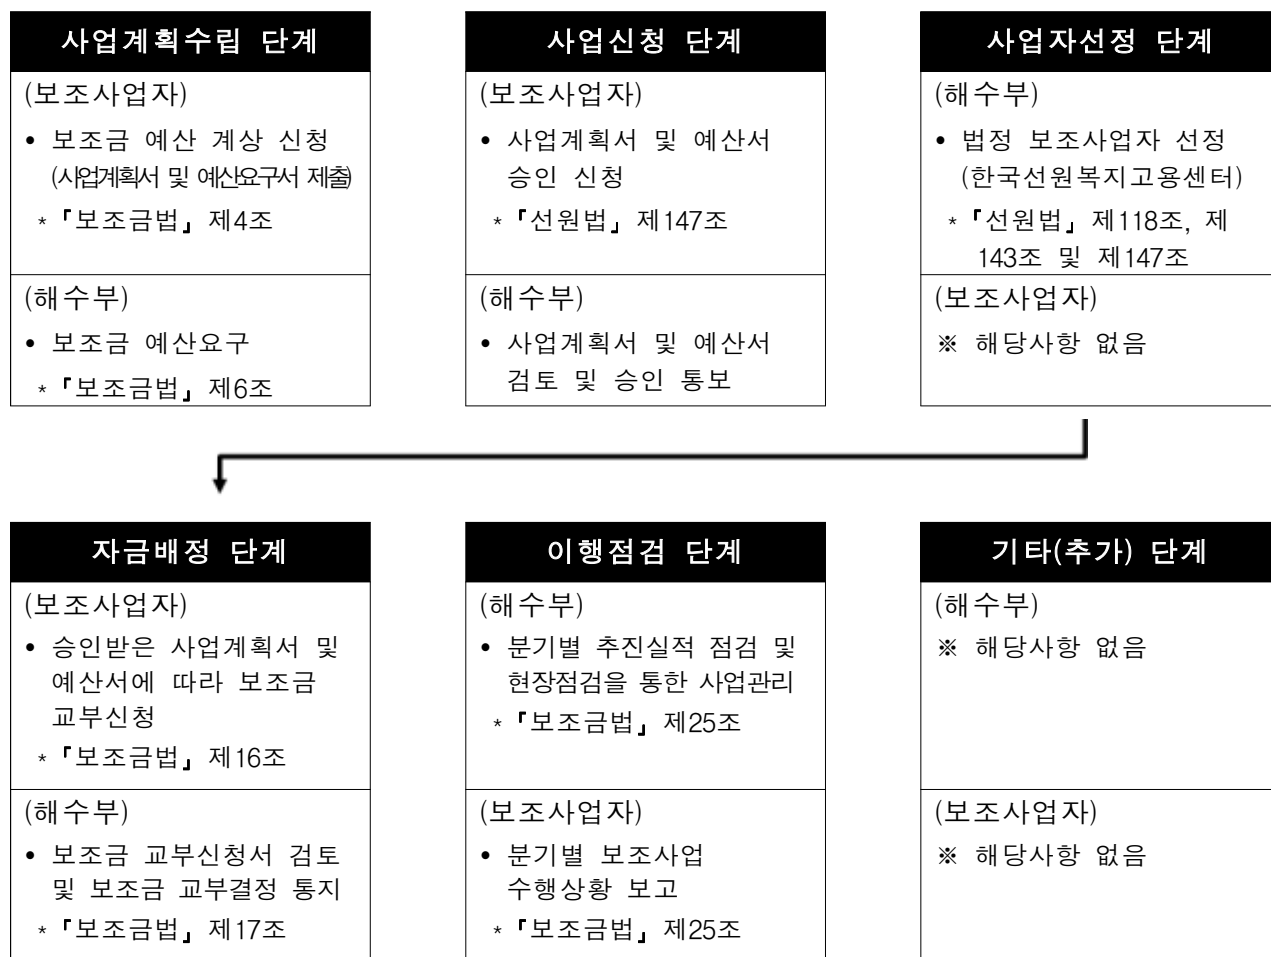 사업계획수립 단계
(보조사업자)
• 보조금 예산 계상 신청
(사업계획서 및 예산요구서 제출)
* 『보조금법』 제4조
(해수부)
• 보조금 예산요구
* 『보조금법』 제6조
사업신청 단계
(보조사업자)
• 사업계획서 및 예산서
승인 신청
* 『선원법』 제147조
(해수부)
• 사업계획서 및 예산서
검토 및 승인 통보
사업자선정 단계
(해수부)
• 법정 보조사업자 선정
(한국선원복지고용센터)
* 『선원법』 제118조, 제
143조 및 제147조
(보조사업자)
※ 해당사항 없음
자금배정 단계
(보조사업자)
• 승인받은 사업계획서 및
예산서에 따라 보조금
교부신청
* 『보조금법』 제16조
(해수부)
• 보조금 교부신청서 검토
및 보조금 교부결정 통지
* 『보조금법』 제17조
이행점검 단계
(해수부)
• 분기별 추진실적 점검 및
현장점검을 통한 사업관리
* 『보조금법』 제25조
(보조사업자)
• 분기별 보조사업
수행상황 보고
* 『보조금법』 제25조
기타(추가) 단계
(해수부)
※ 해당사항 없음
(보조사업자)
※ 해당사항 없음